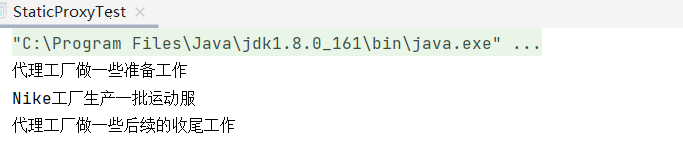 StaticProxyTest
"C:\Program Files\Java\jdk1.8.0_161\bin\java.exe" ...
代理工厂做一些准备工作
Nike工厂生产一批运动服
代理工厂做一些后续的收尾工作